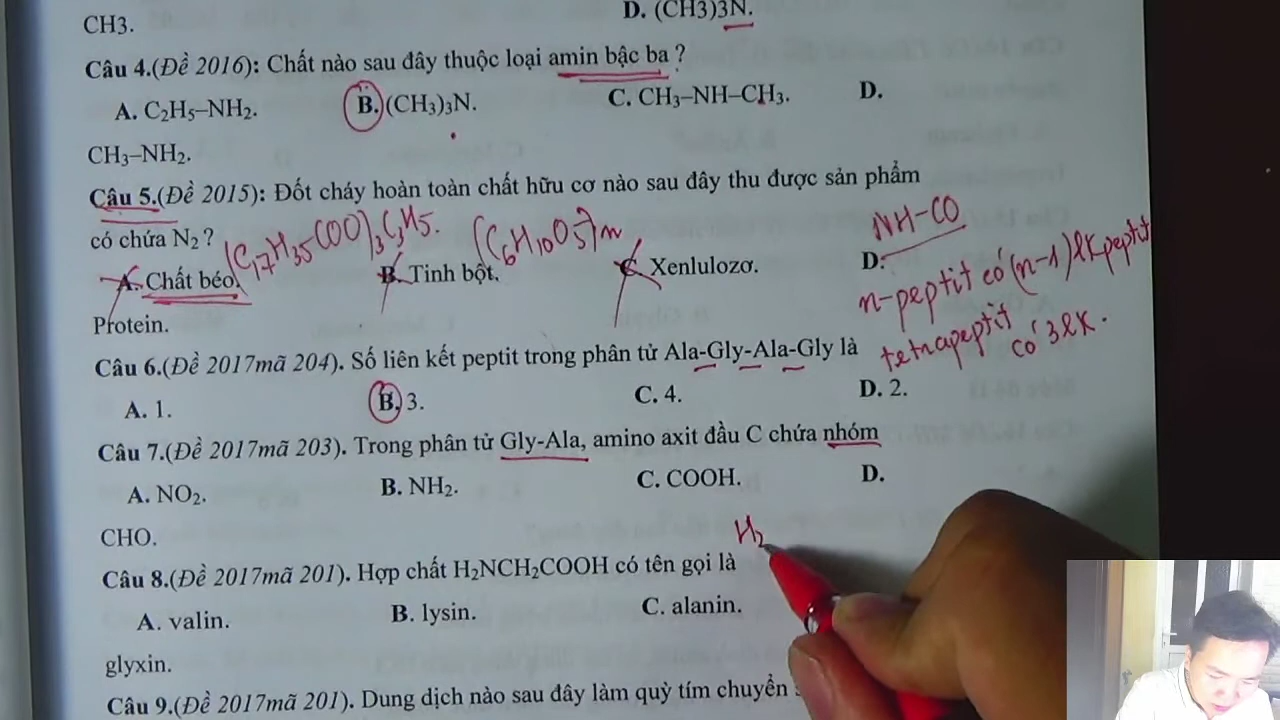 CH3. D. (CH3)3N.
Câu 4.(Đề 2016): Chất nào sau đây thuộc loại amin bậc ba ?
A. C₂H₅–NH₂. B. (CH₃)₃N. C. CH₃–NH–CH₃. D.
CH₃–NH₂.
Câu 5.(Đề 2015): Đốt cháy hoàn toàn chất hữu cơ nào sau đây thu được sản phẩm
có chứa N₂ ? (C₁₇H₃₅COO)₃C₃H₅. (C₆H₁₀O₅)n NH-CO
A. Chất béo. B. Tinh bột. C. Xenlulozơ. D.
n-peptit có (n-1) lk peptit
Protein.
tetrapeptit có 3 lk.
Câu 6.(Đề 2017mã 204). Số liên kết peptit trong phân tử Ala-Gly-Ala-Gly là
A. 1. B. 3. C. 4. D. 2.
Câu 7.(Đề 2017mã 203). Trong phân tử Gly-Ala, amino axit đầu C chứa nhóm
A. NO₂. B. NH₂. C. COOH. D.
CHO.
H₂
Câu 8.(Đề 2017mã 201). Hợp chất H₂NCH₂COOH có tên gọi là
A. valin. B. lysin. C. alanin.
glyxin.
Câu 9.(Đề 2017mã 201). Dung dịch nào sau đây làm quỳ tím chuyển